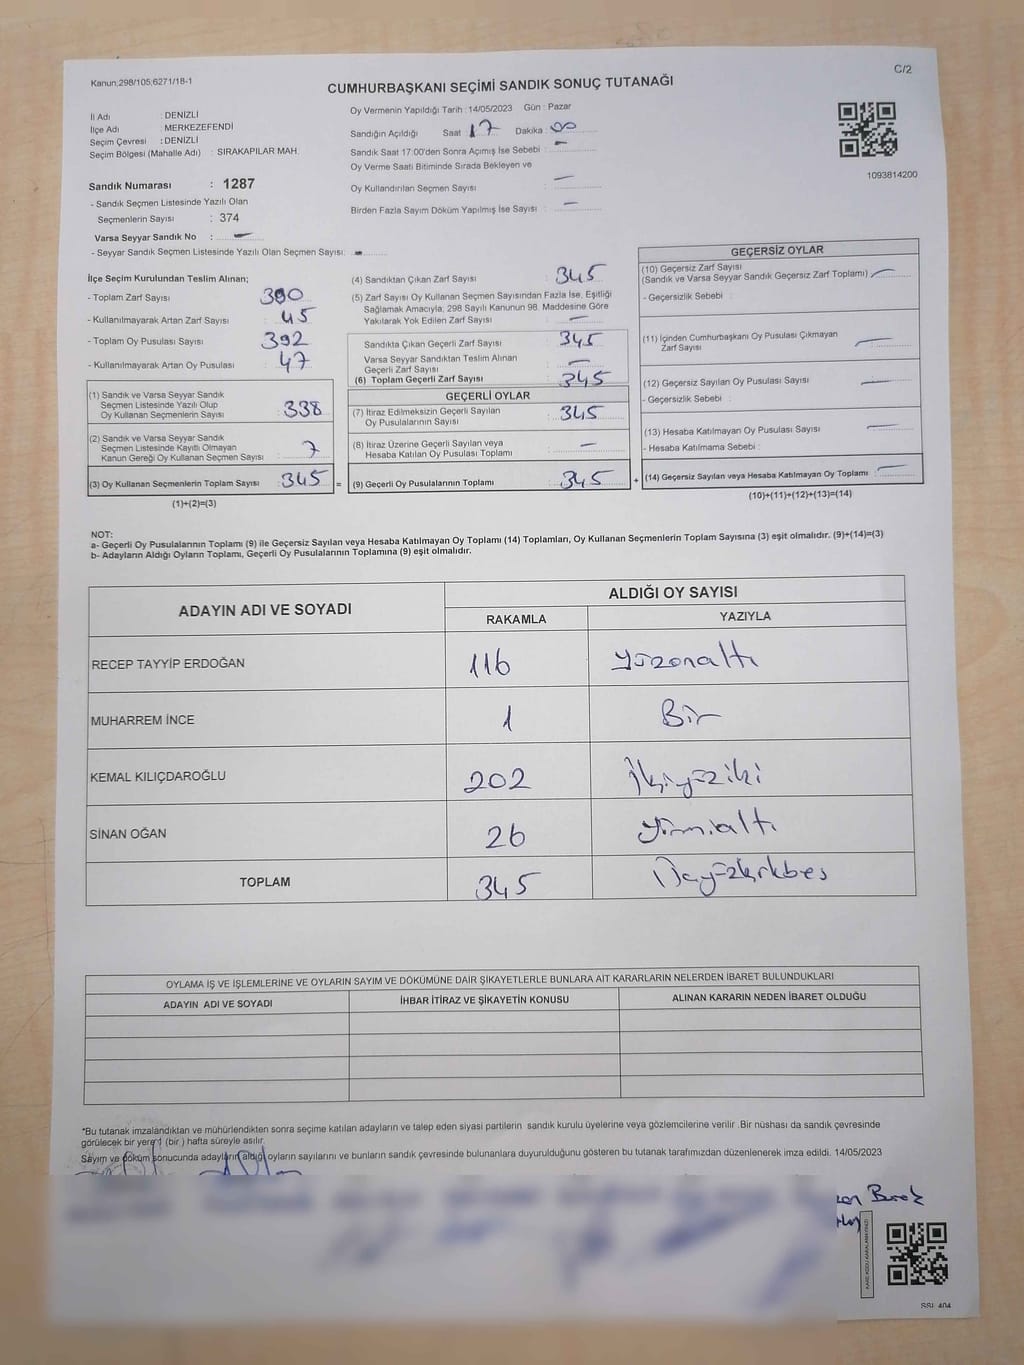 Kanun:298/105;6271/18-1
C/2
CUMHURBAŞKANI SEÇİMİ SANDIK SONUÇ TUTANAĞI
İl Adı : DENİZLİ
İlçe Adı : MERKEZEFENDİ
Seçim Çevresi : DENİZLİ
Seçim Bölgesi (Mahalle Adı) : SIRAKAPILAR MAH.
Sandık Numarası : 1287
- Sandık Seçmen Listesinde Yazılı Olan
Seçmenlerin Sayısı : 374
Varsa Seyyar Sandık No : —
- Seyyar Sandık Seçmen Listesinde Yazılı Olan Seçmen Sayısı: -
Oy Vermenin Yapıldığı Tarih : 14/05/2023 Gün : Pazar
Sandığın Açıldığı Saat 17 Dakika : 00
Sandık Saat 17:00'den Sonra Açımış İse Sebebi : —
Oy Verme Saati Bitiminde Sırada Bekleyen ve
Oy Kullandırılan Seçmen Sayısı : —
Birden Fazla Sayım Döküm Yapılmış İse Sayısı : —
1093814200
İlçe Seçim Kurulundan Teslim Alınan;
- Toplam Zarf Sayısı : 390
- Kullanılmayarak Artan Zarf Sayısı : 45
- Toplam Oy Pusulası Sayısı : 392
- Kullanılmayarak Artan Oy Pusulası : 47
(1) Sandık ve Varsa Seyyar Sandık
Seçmen Listesinde Yazılı Olup
Oy Kullanan Seçmenlerin Sayısı : 338
(2) Sandık ve Varsa Seyyar Sandık
Seçmen Listesinde Kayıtlı Olmayan
Kanun Gereği Oy Kullanan Seçmen Sayısı : 7
(3) Oy Kullanan Seçmenlerin Toplam Sayısı : 345 =
(1)+(2)=(3)
(4) Sandıktan Çıkan Zarf Sayısı : 345
(5) Zarf Sayısı Oy Kullanan Seçmen Sayısından Fazla İse, Eşitliği
Sağlamak Amacıyla, 298 Sayılı Kanunun 98. Maddesine Göre
Yakılarak Yok Edilen Zarf Sayısı : —
Sandıkta Çıkan Geçerli Zarf Sayısı : 345
Varsa Seyyar Sandıktan Teslim Alınan
Geçerli Zarf Sayısı : —
(6) Toplam Geçerli Zarf Sayısı : 345
GEÇERLİ OYLAR
(7) İtiraz Edilmeksizin Geçerli Sayılan
Oy Pusulasının Sayısı : 345
(8) İtiraz Üzerine Geçerli Sayılan veya
Hesaba Katılan Oy Pusulası Toplamı : —
(9) Geçerli Oy Pusulalarının Toplamı : 345 +
GEÇERSİZ OYLAR
(10) Geçersiz Zarf Sayısı
(Sandık ve Varsa Seyyar Sandık Geçersiz Zarf Toplamı) : —
- Geçersizlik Sebebi :
(11) İçinden Cumhurbaşkanı Oy Pusulası Çıkmayan
Zarf Sayısı : —
(12) Geçersiz Sayılan Oy Pusulası Sayısı : —
- Geçersizlik Sebebi :
(13) Hesaba Katılmayan Oy Pusulası Sayısı : —
- Hesaba Katılmama Sebebi :
(14) Geçersiz Sayılan veya Hesaba Katılmayan Oy Toplamı : —
(10)+(11)+(12)+(13)=(14)
NOT:
a- Geçerli Oy Pusulalarının Toplamı (9) ile Geçersiz Sayılan veya Hesaba Katılmayan Oy Toplamı (14) Toplamları, Oy Kullanan Seçmenlerin Toplam Sayısına (3) eşit olmalıdır. (9)+(14)=(3)
b- Adayların Aldığı Oyların Toplamı, Geçerli Oy Pusulalarının Toplamına (9) eşit olmalıdır.
ADAYIN ADI VE SOYADI ALDIĞI OY SAYISI
RAKAMLA YAZIYLA
RECEP TAYYİP ERDOĞAN 116 Yüzonaltı
MUHARREM İNCE 1 Bir
KEMAL KILIÇDAROĞLU 202 İkiyüziki
SİNAN OĞAN 26 Yirmialtı
TOPLAM 345 Üçyüzkırkbeş
OYLAMA İŞ VE İŞLEMLERİNE VE OYLARIN SAYIM VE DÖKÜMÜNE DAİR ŞİKAYETLERLE BUNLARA AİT KARARLARIN NELERDEN İBARET BULUNDUKLARI
ADAYIN ADI VE SOYADI İHBAR İTİRAZ VE ŞİKAYETİN KONUSU ALINAN KARARIN NEDEN İBARET OLDUĞU
*Bu tutanak imzalandıktan ve mühürlendikten sonra seçime katılan adayların ve talep eden siyasi partilerin sandık kurulu üyelerine veya gözlemcilerine verilir .Bir nüshası da sandık çevresinde
görülecek bir yere 1 (bir ) hafta süreyle asılır.
Sayım ve döküm sonucunda adayların aldığı oyların sayılarını ve bunların sandık çevresinde bulunanlara duyurulduğunu gösteren bu tutanak tarafımızdan düzenlenerek imza edildi. 14/05/2023
Burak